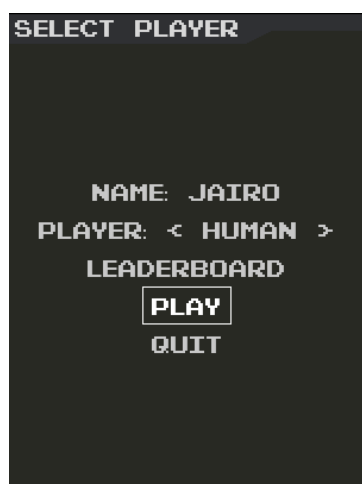 SELECT PLAYER
NAME: JAIRO
PLAYER: < HUMAN >
LEADERBOARD
PLAY
QUIT